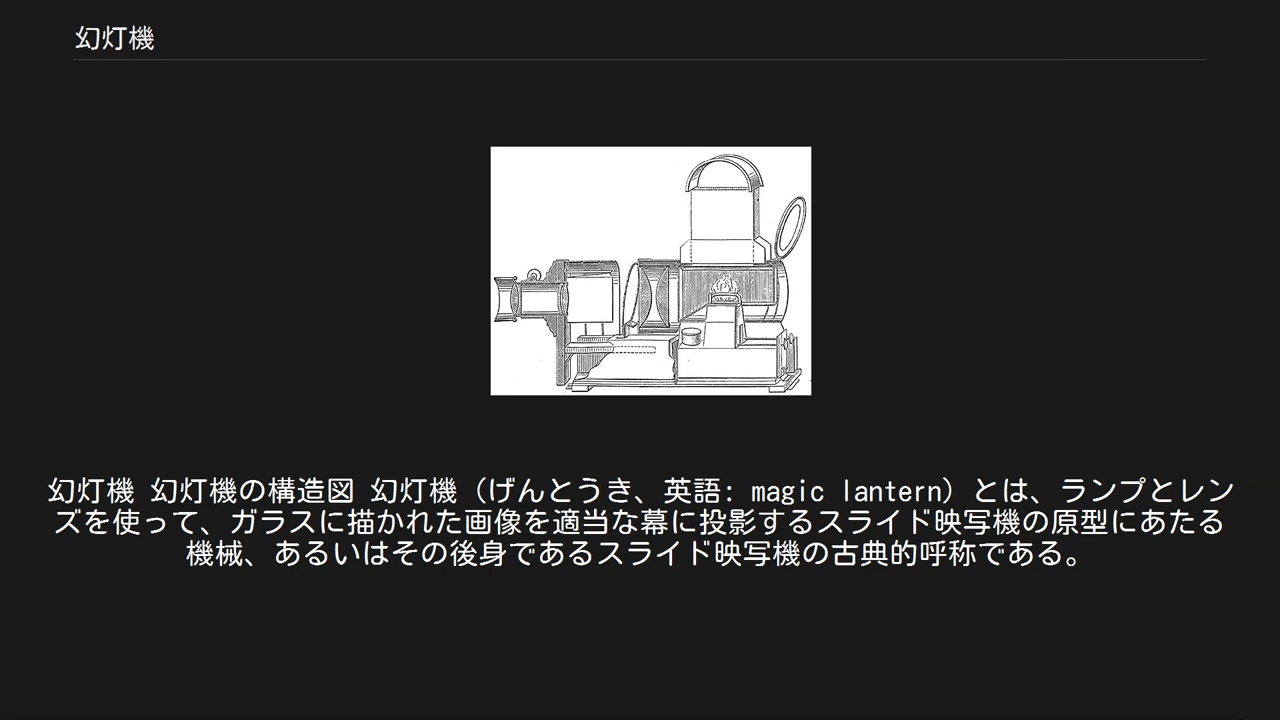 幻灯機
幻灯機 幻灯機の構造図 幻灯機（げんとうき、英語: magic lantern）とは、ランプとレン
ズを使って、ガラスに描かれた画像を適当な幕に投影するスライド映写機の原型にあたる
機械、あるいはその後身であるスライド映写機の古典的呼称である。